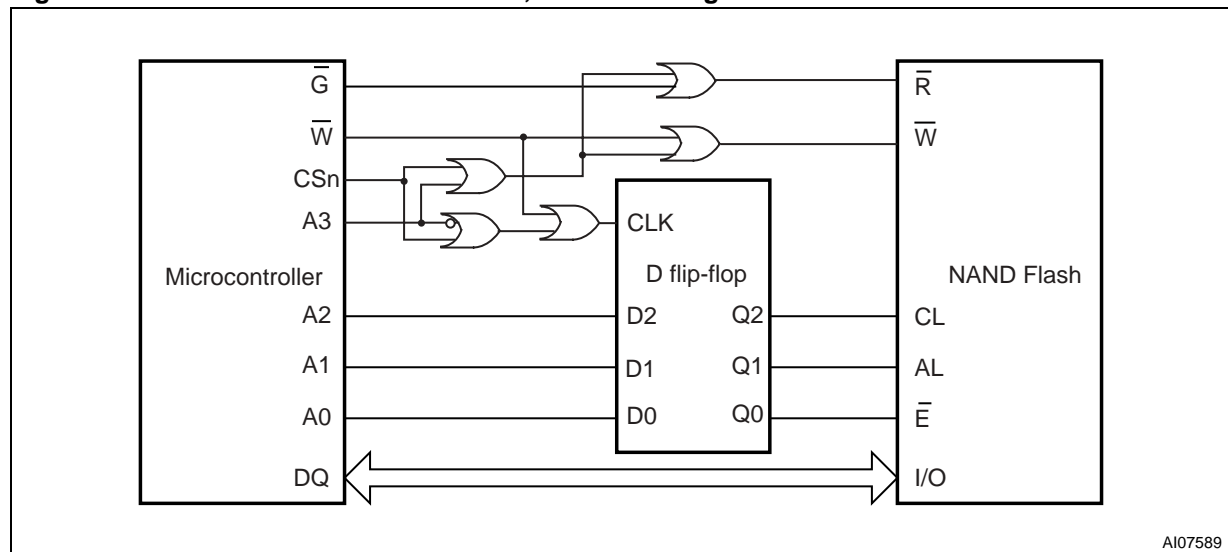 G̅
W̅
CSn
A3
Microcontroller
A2
A1
A0
DQ
CLK
D flip-flop
D2 Q2
D1 Q1
D0 Q0
R̅
W̅
NAND Flash
CL
AL
E̅
I/O
AI07589